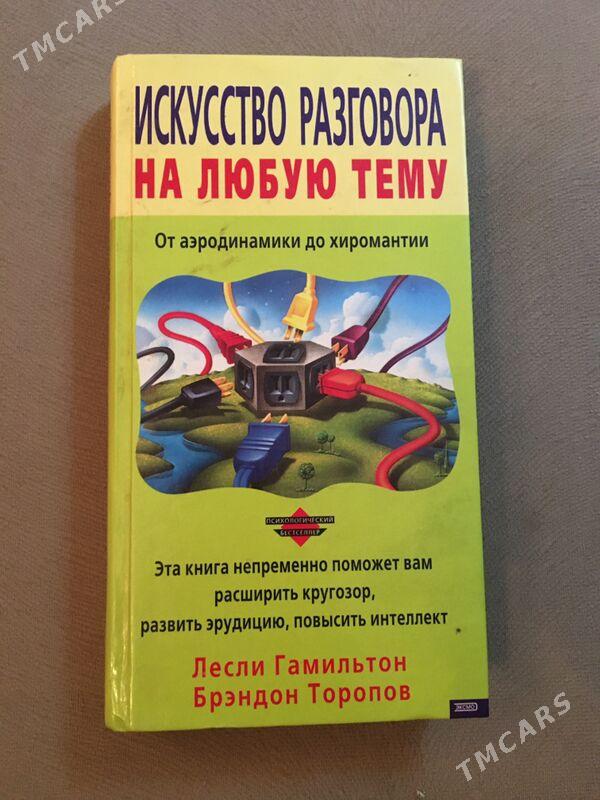 TMCARS
ИСКУССТВО РАЗГОВОРА
НА ЛЮБУЮ ТЕМУ
От аэродинамики до хиромантии
ПСИХОЛОГИЧЕСКИЙ
БЕСТСЕЛЛЕР
Эта книга непременно поможет вам
расширить кругозор,
развить эрудицию, повысить интеллект
Лесли Гамильтон
Брэндон Торопов
ЭКСМО
TMCARS